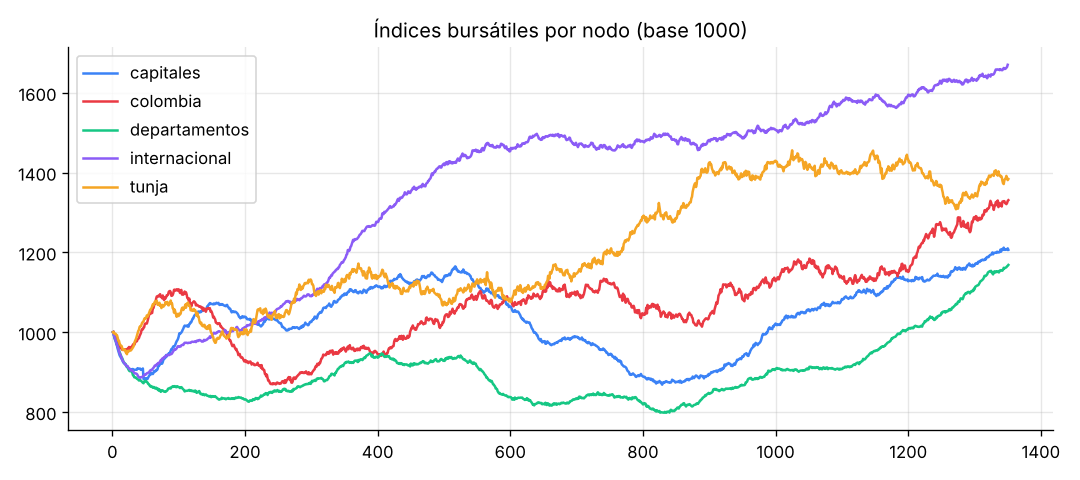 Índices bursátiles por nodo (base 1000)
capitales
colombia
departamentos
internacional
tunja
1600
1400
1200
1000
800
0 200 400 600 800 1000 1200 1400